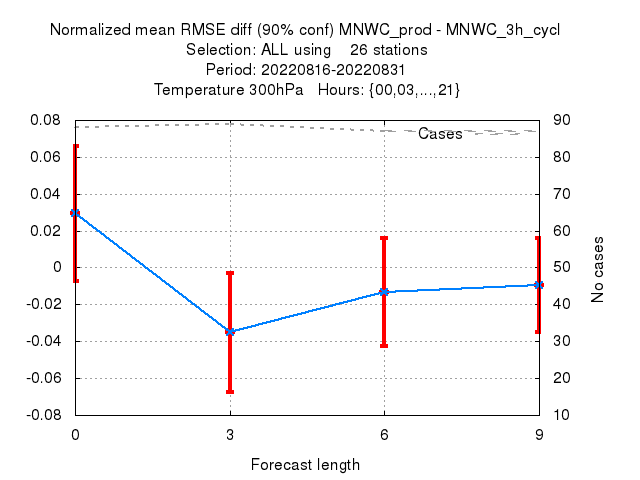 Normalized mean RMSE diff (90% conf) MNWC_prod - MNWC_3h_cycl
Selection: ALL using 26 stations
Period: 20220816-20220831
Temperature 300hPa Hours: {00,03,...,21}
0.08
0.06
0.04
0.02
0
-0.02
-0.04
-0.06
-0.08
Cases
90
80
70
60
50
40
30
20
10
No cases
0 3 6 9
Forecast length